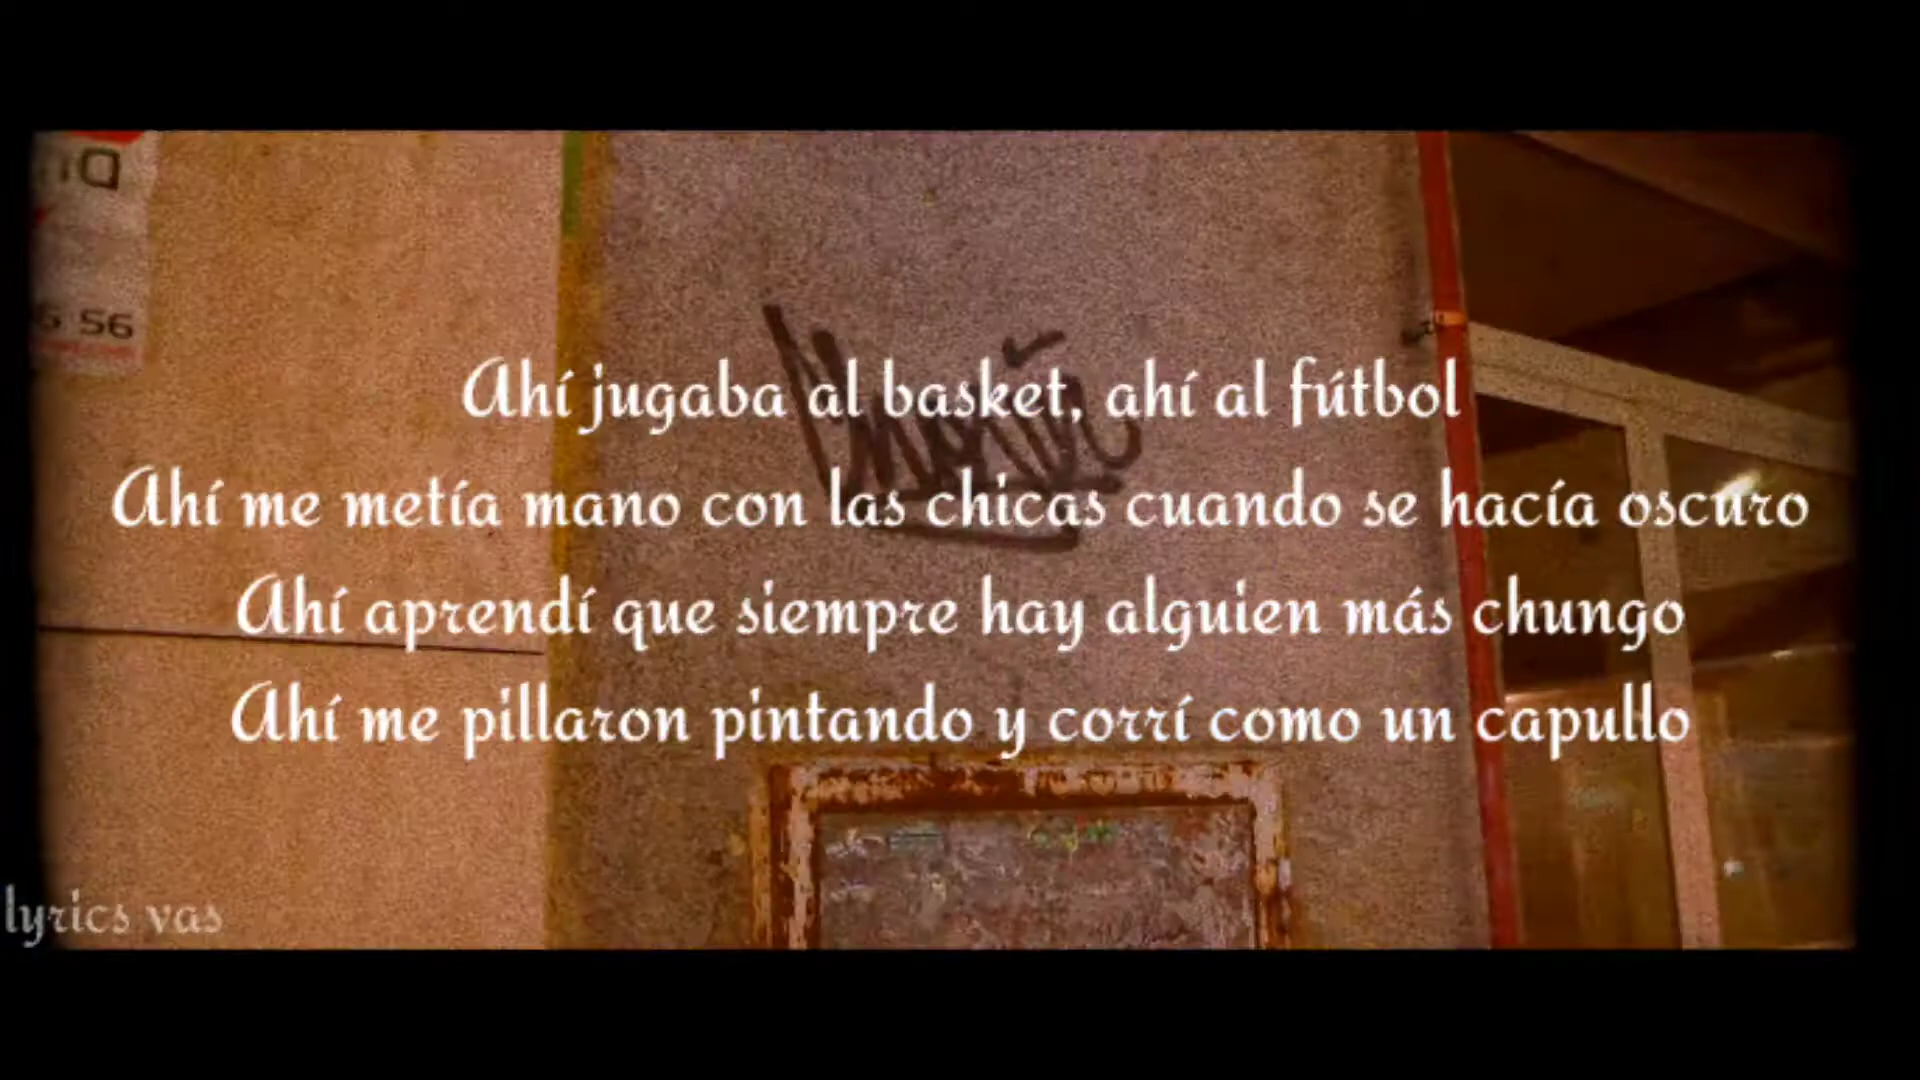 56
Ahí jugaba al basket, ahí al fútbol
Ahí me metía mano con las chicas cuando se hacía oscuro
Ahí aprendí que siempre hay alguien más chungo
Ahí me pillaron pintando y corrí como un capullo
lyrics vas